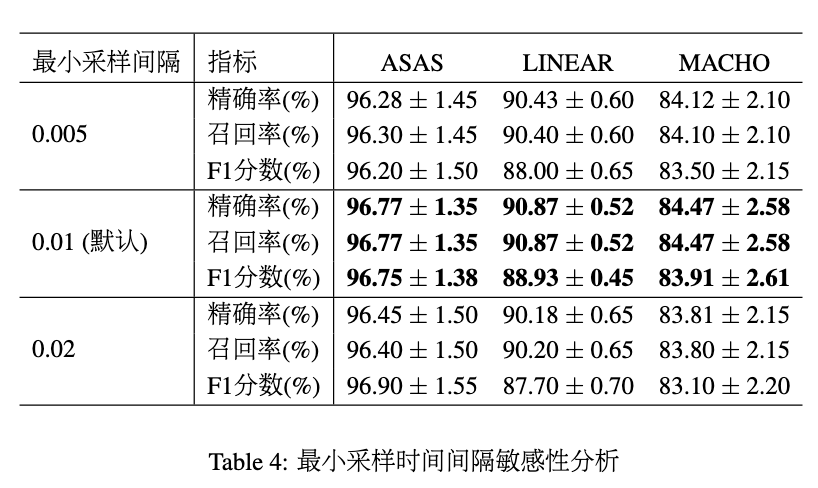 最小采样间隔 指标 ASAS LINEAR MACHO
精确率(%) 96.28 ± 1.45 90.43 ± 0.60 84.12 ± 2.10
0.005 召回率(%) 96.30 ± 1.45 90.40 ± 0.60 84.10 ± 2.10
F1分数(%) 96.20 ± 1.50 88.00 ± 0.65 83.50 ± 2.15
精确率(%) 96.77 ± 1.35 90.87 ± 0.52 84.47 ± 2.58
0.01 (默认) 召回率(%) 96.77 ± 1.35 90.87 ± 0.52 84.47 ± 2.58
F1分数(%) 96.75 ± 1.38 88.93 ± 0.45 83.91 ± 2.61
精确率(%) 96.45 ± 1.50 90.18 ± 0.65 83.81 ± 2.15
0.02 召回率(%) 96.40 ± 1.50 90.20 ± 0.65 83.80 ± 2.15
F1分数(%) 96.90 ± 1.55 87.70 ± 0.70 83.10 ± 2.20
Table 4: 最小采样时间间隔敏感性分析